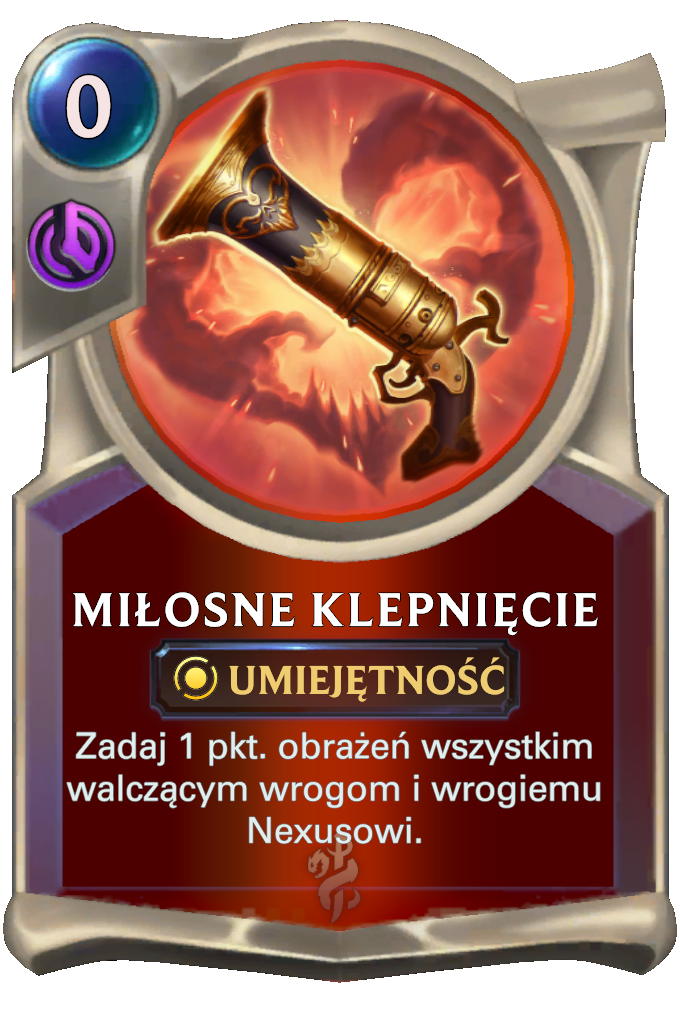 0
MIŁOSNE KLEPNIĘCIE
UMIEJĘTNOŚĆ
Zadaj 1 pkt. obrażeń wszystkim
walczącym wrogom i wrogiemu
Nexusowi.